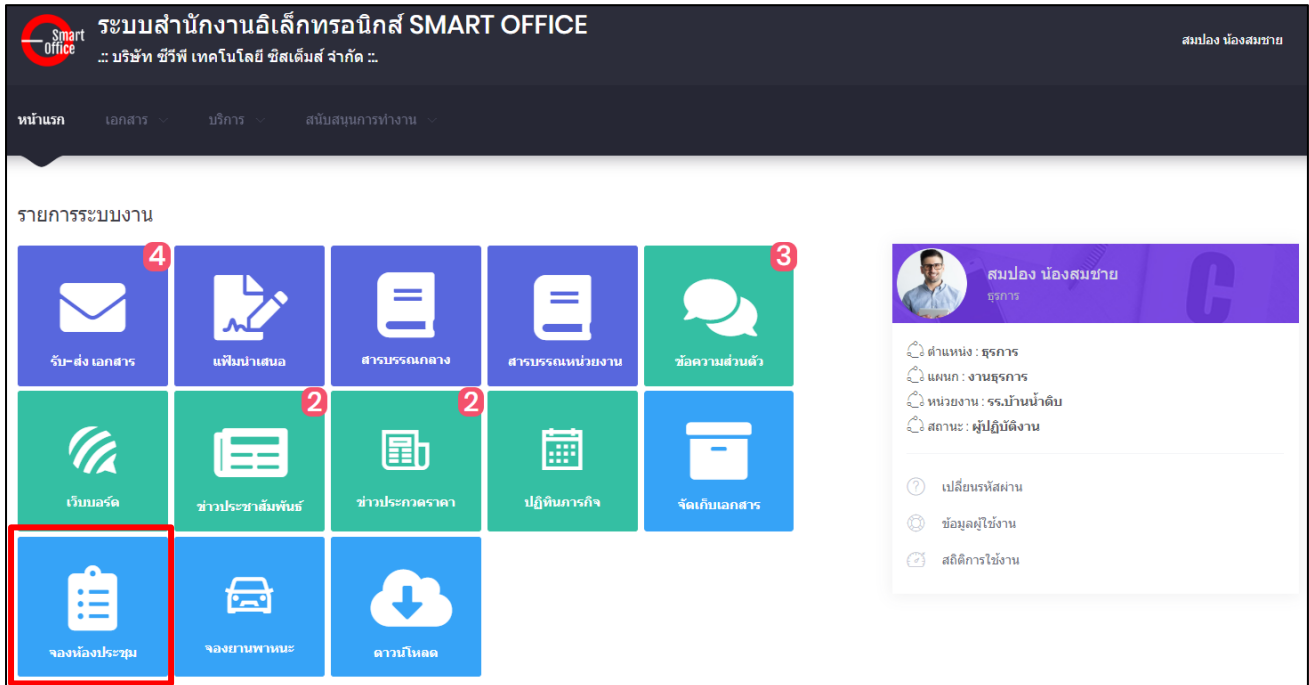 Smart
Office
ระบบสำนักงานอิเล็กทรอนิกส์ SMART OFFICE
.:: บริษัท ซีวีพี เทคโนโลยี ซิสเต็มส์ จำกัด ::.
สมปอง น้องสมชาย
หน้าแรก เอกสาร บริการ สนับสนุนการทำงาน
รายการระบบงาน
4
3
รับ-ส่ง เอกสาร แฟ้มนำเสนอ สารบรรณกลาง สารบรรณหน่วยงาน ข้อความส่วนตัว
2
2
เว็บบอร์ด ข่าวประชาสัมพันธ์ ข่าวประกวดราคา ปฏิทินภารกิจ จัดเก็บเอกสาร
จองห้องประชุม จองยานพาหนะ ดาวน์โหลด
สมปอง น้องสมชาย
ธุรการ
C
ตำแหน่ง : ธุรการ
แผนก : งานธุรการ
หน่วยงาน : รร.บ้านน้ำดิบ
สถานะ : ผู้ปฏิบัติงาน
เปลี่ยนรหัสผ่าน
ข้อมูลผู้ใช้งาน
สถิติการใช้งาน